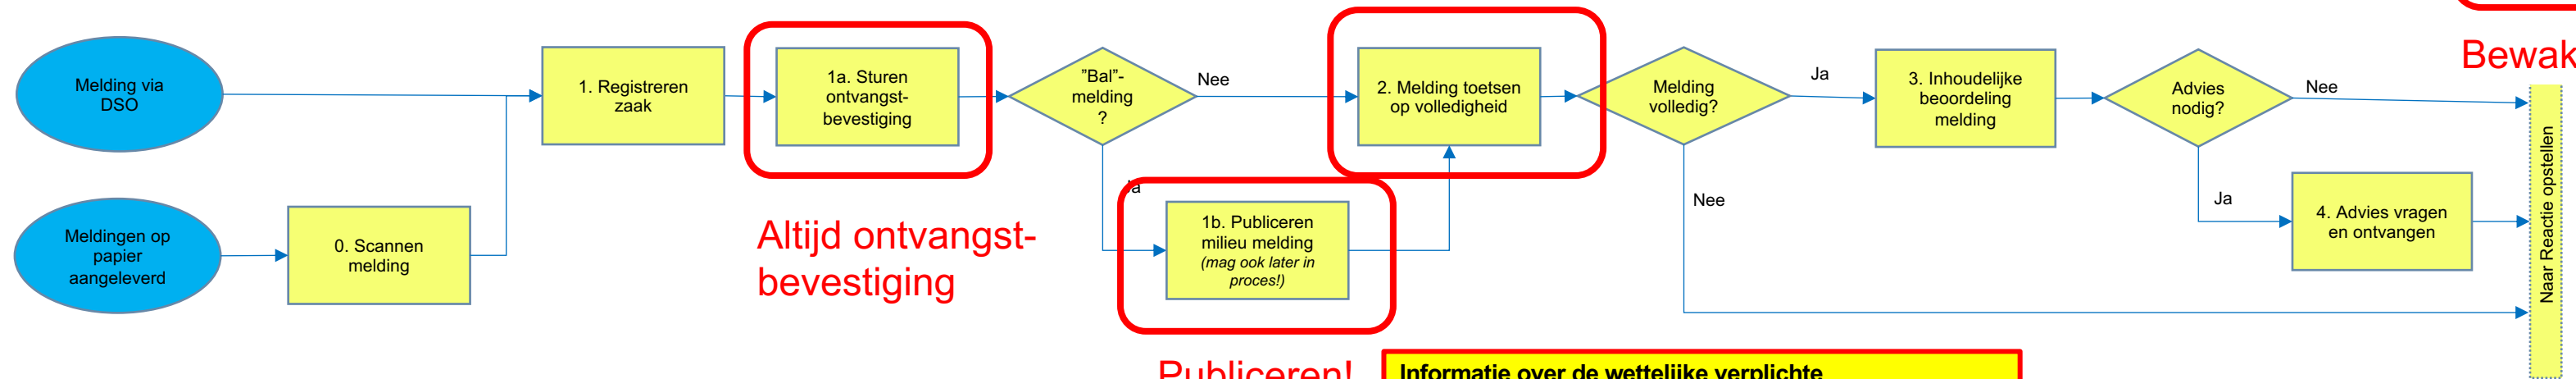 Melding via
DSO
Meldingen op
papier
aangeleverd
0. Scannen
melding
1. Registreren
zaak
1a. Sturen
ontvangst-
bevestiging
Altijd ontvangst-
bevestiging
"Bal"-
melding
?
Nee
Ja
1b. Publiceren
milieu melding
(mag ook later in
proces!)
Publiceren!
2. Melding toetsen
op volledigheid
Informatie over de wettelijke verplichte
Melding
volledig?
Ja
Nee
3. Inhoudelijke
beoordeling
melding
Advies
nodig?
Nee
Ja
4. Advies vragen
en ontvangen
Bewak
Naar Reactie opstellen